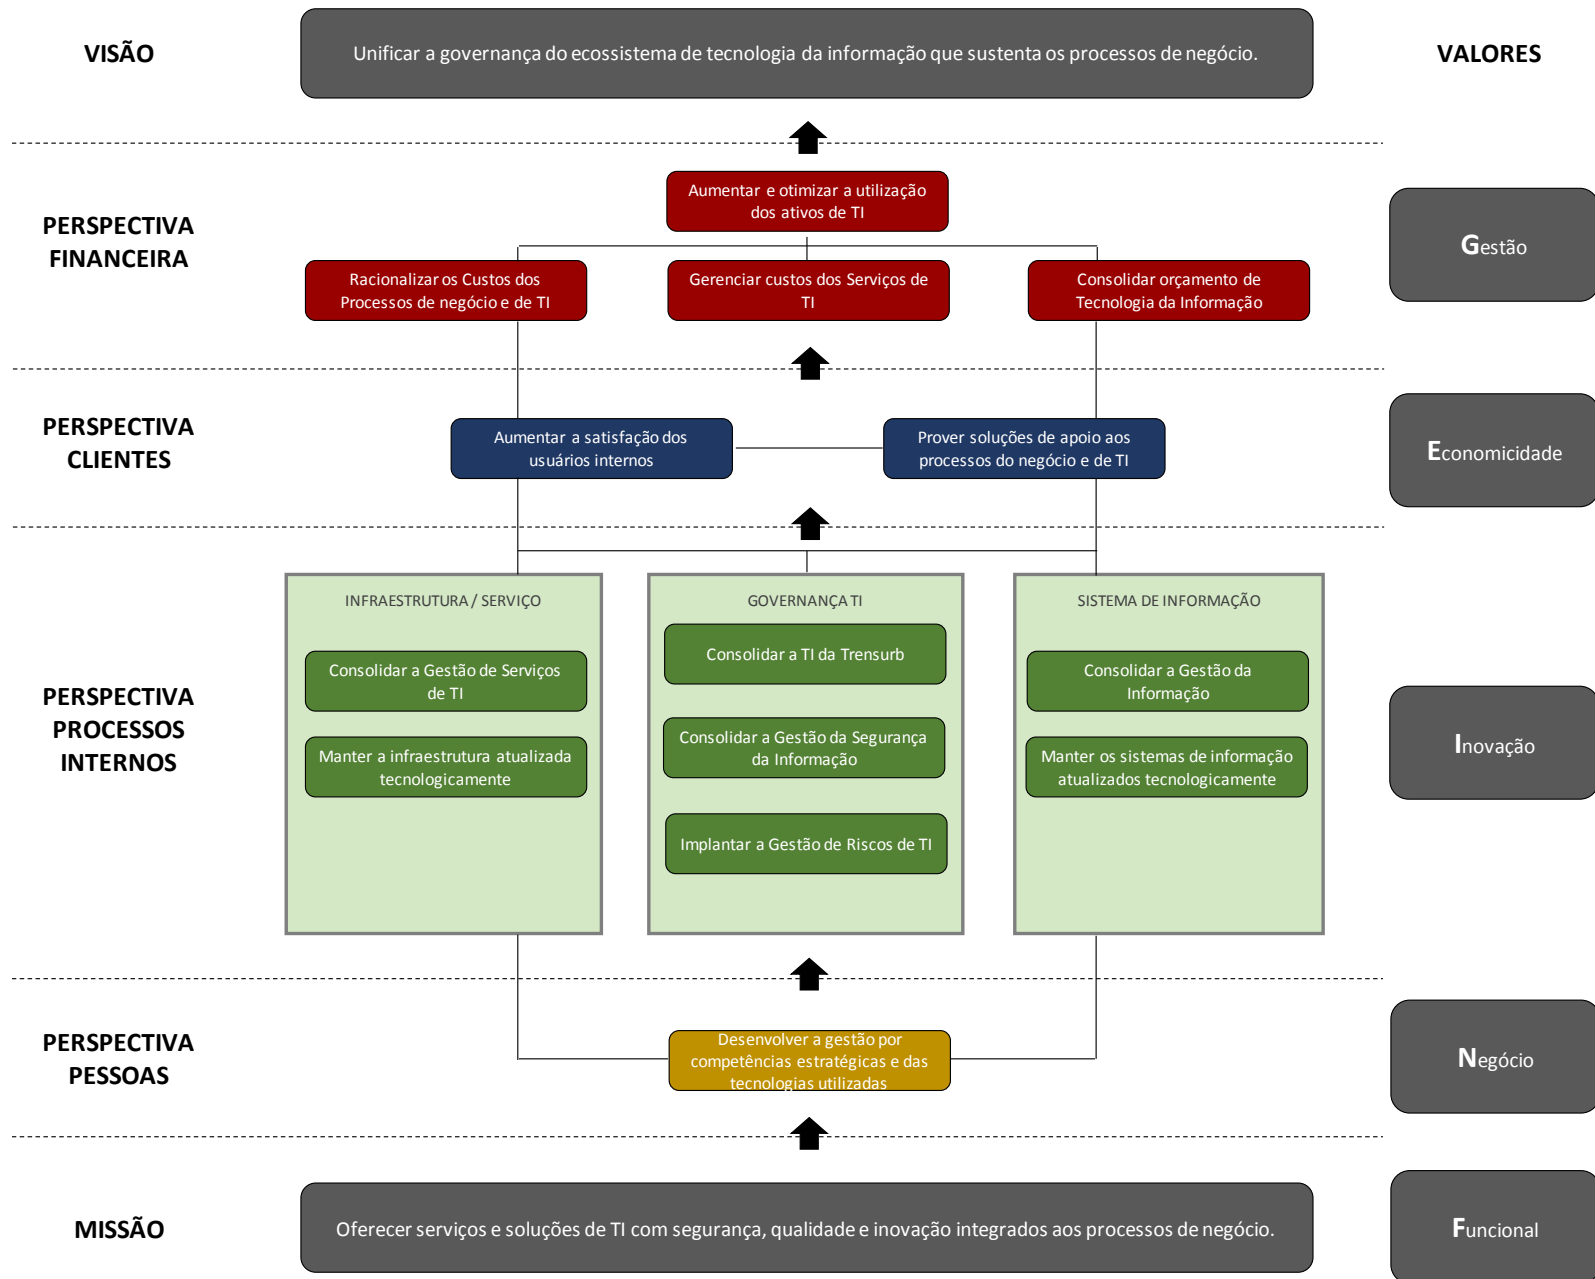 VISÃO
Unificar a governança do ecossistema de tecnologia da informação que sustenta os processos de negócio.
VALORES
PERSPECTIVA
FINANCEIRA
Aumentar e otimizar a utilização
dos ativos de TI
Racionalizar os Custos dos
Processos de negócio e de TI
Gerenciar custos dos Serviços de
TI
Consolidar orçamento de
Tecnologia da Informação
Gestão
PERSPECTIVA
CLIENTES
Aumentar a satisfação dos
usuários internos
Prover soluções de apoio aos
processos do negócio e de TI
Economicidade
PERSPECTIVA
PROCESSOS
INTERNOS
INFRAESTRUTURA / SERVIÇO
Consolidar a Gestão de Serviços
de TI
Manter a infraestrutura atualizada
tecnologicamente
GOVERNANÇA TI
Consolidar a TI da Trensurb
Consolidar a Gestão da Segurança
da Informação
Implantar a Gestão de Riscos de TI
SISTEMA DE INFORMAÇÃO
Consolidar a Gestão da
Informação
Manter os sistemas de informação
atualizados tecnologicamente
Inovação
PERSPECTIVA
PESSOAS
Desenvolver a gestão por
competências estratégicas e das
tecnologias utilizadas
Negócio
MISSÃO
Oferecer serviços e soluções de TI com segurança, qualidade e inovação integrados aos processos de negócio.
Funcional